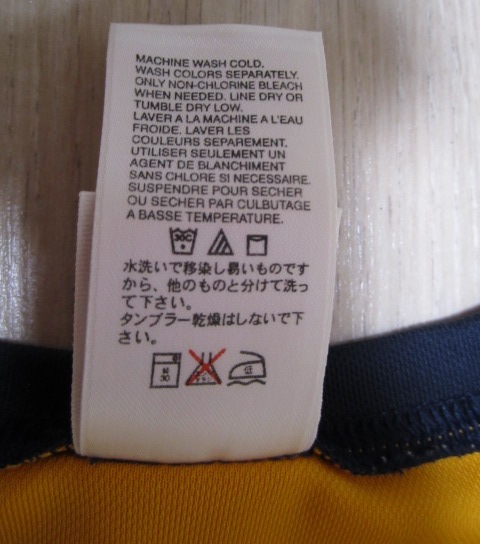 MACHINE WASH COLD.
WASH COLORS SEPARATELY.
ONLY NON-CHLORINE BLEACH
WHEN NEEDED. LINE DRY OR
TUMBLE DRY LOW.
LAVER A LA MACHINE A L'EAU
FROIDE. LAVER LES
COULEURS SEPAREMENT.
UTILISER SEULEMENT UN
AGENT DE BLANCHIMENT
SANS CHLORE SI NECESSAIRE.
SUSPENDRE POUR SECHER
OU SECHER PAR CULBUTAGE
A BASSE TEMPERATURE.
30C
水洗いで移染し易いものです
から、他のものと分けて洗っ
て下さい。
タンブラー乾燥はしないで下
さい。
30 低